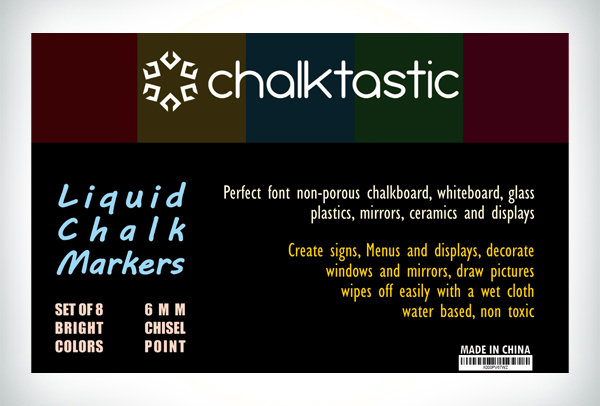 chalktastic
Liquid
Chalk
Markers
SET OF 8
BRIGHT
COLORS
6 MM
CHISEL
POINT
Perfect font non-porous chalkboard, whiteboard, glass
plastics, mirrors, ceramics and displays
Create signs, Menus and displays, decorate
windows and mirrors, draw pictures
wipes off easily with a wet cloth
water based, non toxic
MADE IN CHINA